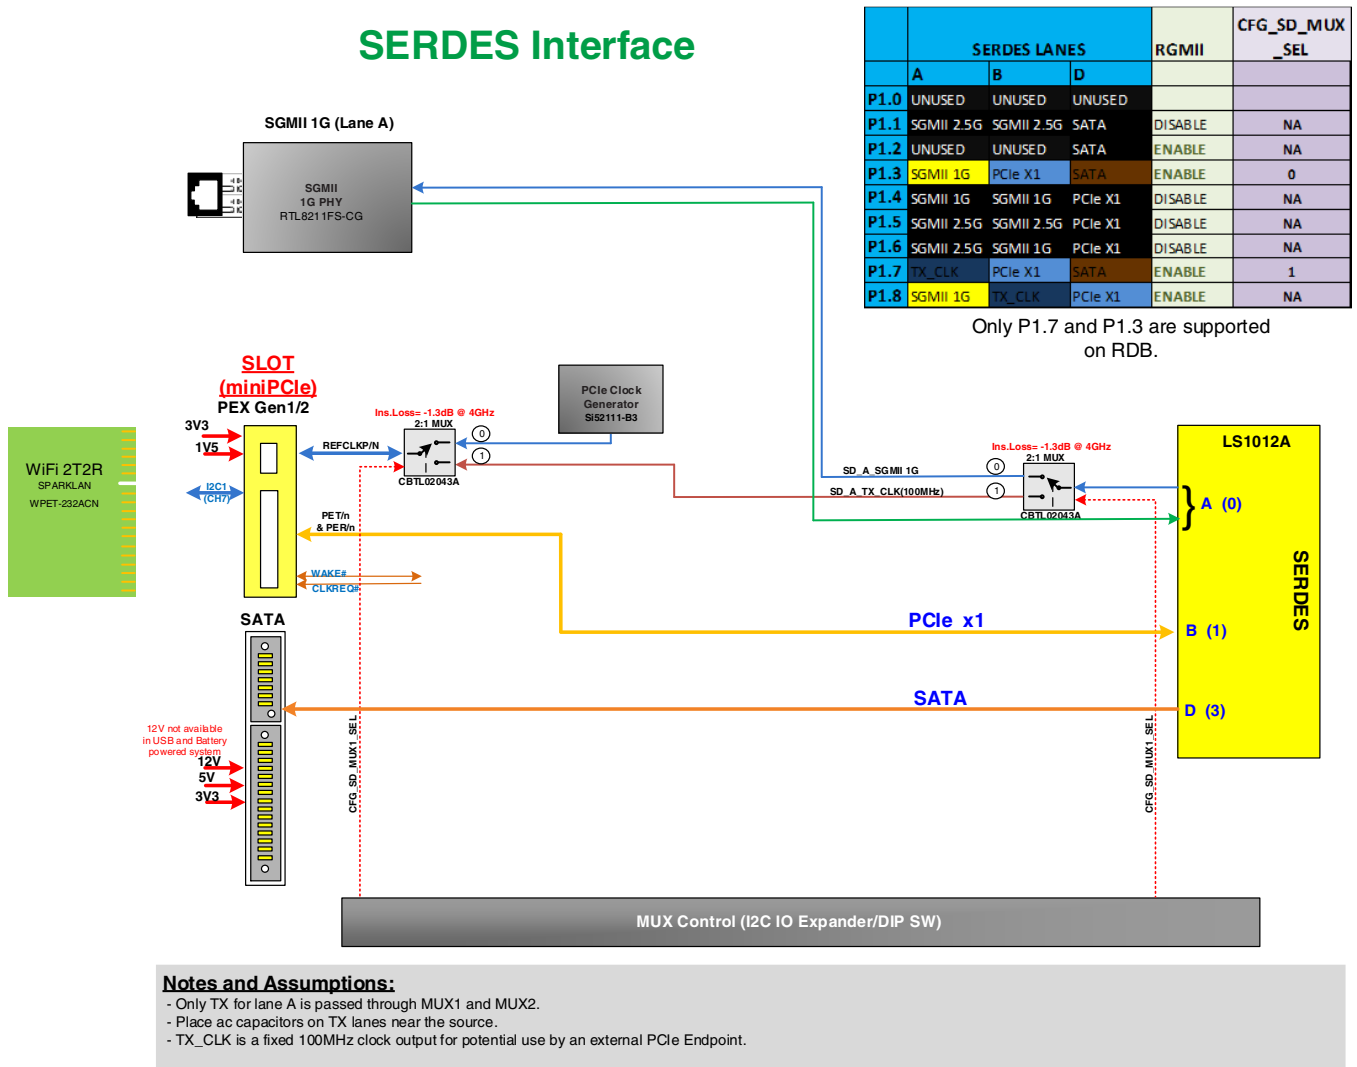 SERDES Interface
CFG_SD_MUX
SERDES LANES RGMII _SEL
A B D
P1.0 UNUSED UNUSED UNUSED
P1.1 SGMII 2.5G SGMII 2.5G SATA DISABLE NA
P1.2 UNUSED UNUSED SATA ENABLE NA
P1.3 SGMII 1G PCIe X1 SATA ENABLE 0
P1.4 SGMII 1G SGMII 1G PCIe X1 DISABLE NA
P1.5 SGMII 2.5G SGMII 2.5G PCIe X1 DISABLE NA
P1.6 SGMII 2.5G SGMII 1G PCIe X1 DISABLE NA
P1.7 TX_CLK PCIe X1 SATA ENABLE 1
P1.8 SGMII 1G TX_CLK PCIe X1 ENABLE NA
Only P1.7 and P1.3 are supported
on RDB.
SGMII 1G (Lane A)
SGMII
1G PHY
RTL8211FS-CG
SLOT
(miniPCIe)
PEX Gen1/2
3V3
1V5
I2C1
(CH7)
WiFi 2T2R
SPARKLAN
WPET-232ACN
REFCLKP/N
PET/n
& PER/n
WAKE#
CLKREQ#
Ins.Loss= -1.3dB @ 4GHz
2:1 MUX
CBTL02043A
0
1
PCIe Clock
Generator
Si52111-B3
SD_A_SGMII 1G
SD_A_TX_CLK(100MHz)
0
1
Ins.Loss= -1.3dB @ 4GHz
2:1 MUX
CBTL02043A
LS1012A
A (0)
SERDES
B (1)
D (3)
PCIe x1
SATA
SATA
12V not available
in USB and Battery
powered system
12V
5V
3V3
CFG_SD_MUX1_SEL
CFG_SD_MUX1_SEL
MUX Control (I2C IO Expander/DIP SW)
Notes and Assumptions:
- Only TX for lane A is passed through MUX1 and MUX2.
- Place ac capacitors on TX lanes near the source.
- TX_CLK is a fixed 100MHz clock output for potential use by an external PCIe Endpoint.